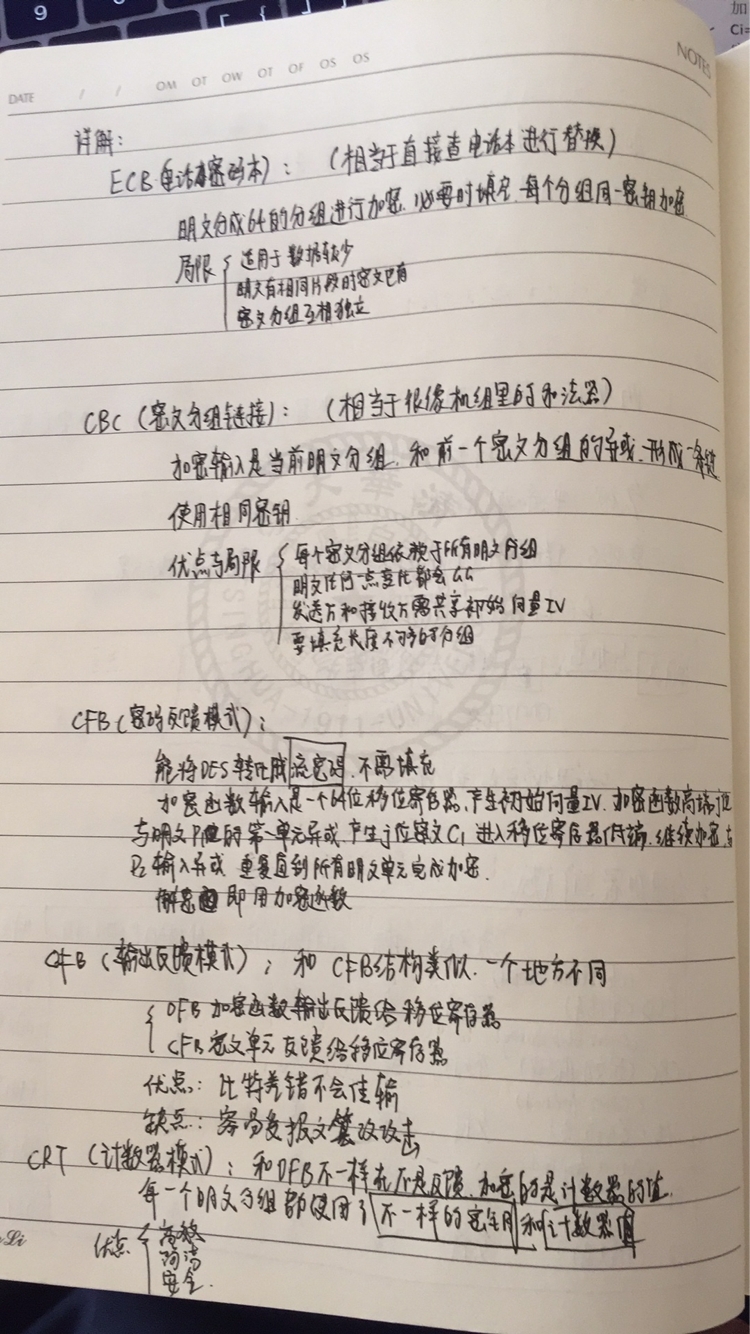 9
加
Ci=
NOTES
DATE / / OM OT OW OT OF OS OS
详解：
ECB（电话本密码本）：（相当于直接查电话本进行替换）
明文分成64的分组进行加密，必要时填充，每个分组同一密钥加密
局限 适用于数据较少
明文有相同片段时密文也有
密文分组互相独立
CBC（密文分组链接）：（相当于很像机组里的加法器）
加密输入是当前明文分组，和前一个密文分组的异或，形成一条链
使用相同密钥
优点与局限 每个密文分组依赖于所有明文分组
明文任何一点变化都会GG
发送方和接收方需共享初始向量IV
要填充长度不够的分组
TSINGHUA-1911-UNIV
CFB（密码反馈模式）：
能将DES转化成流密码，不需填充
加密函数输入是一个64位移位寄存器，产生初始向量IV，加密函数高端j位
与明文P的第一单元异或，产生j位密文C1，进入移位寄存器低端，继续加密，与
P2输入异或 重复直到所有明文单元完成加密.
解密 即用加密函数
OFB（输出反馈模式）；和CFB结构类似，一个地方不同
OFB 加密函数输出反馈给移位寄存器
CFB 密文单元反馈给移位寄存器
优点：比特差错不会传输
缺点：容易受报文篡改攻击
CRT（计数器模式）：和OFB不一样在不是反馈，加密的是计数器的值.
每一个明文分组都使用了不一样的密钥和计数器值
Li
优点
安全.